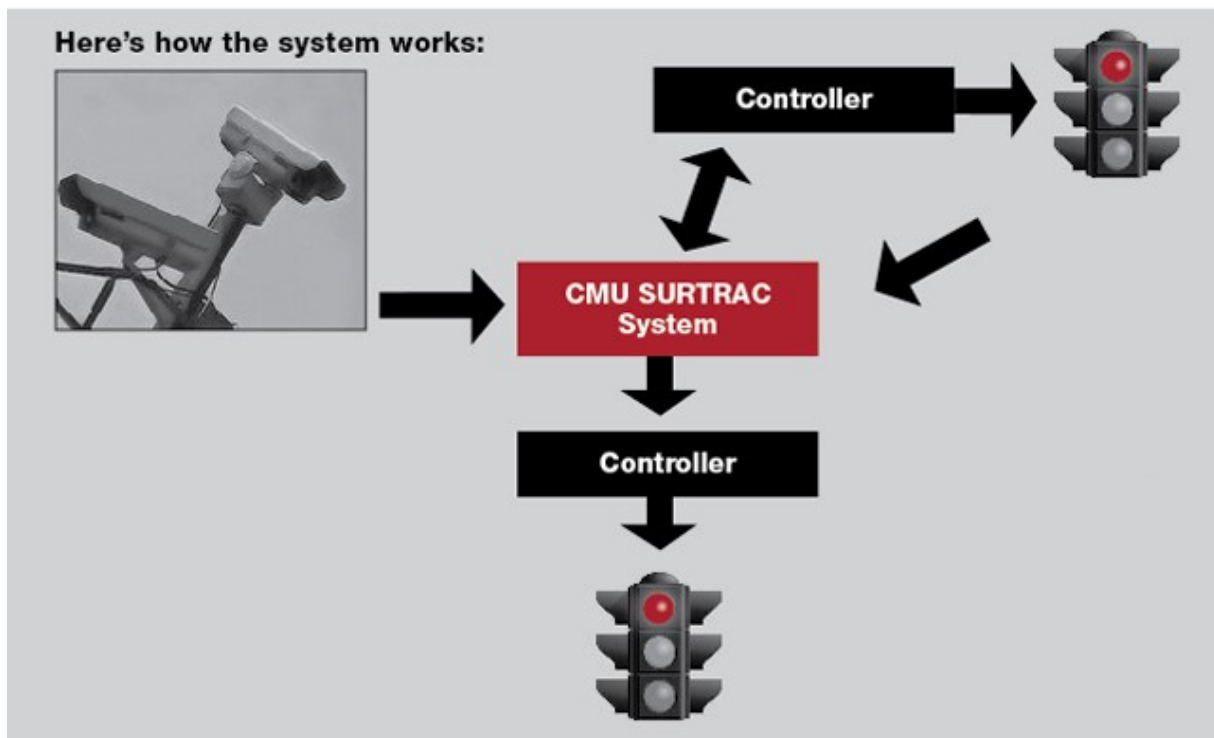 Here's how the system works:
Controller
CMU SURTRAC
System
Controller